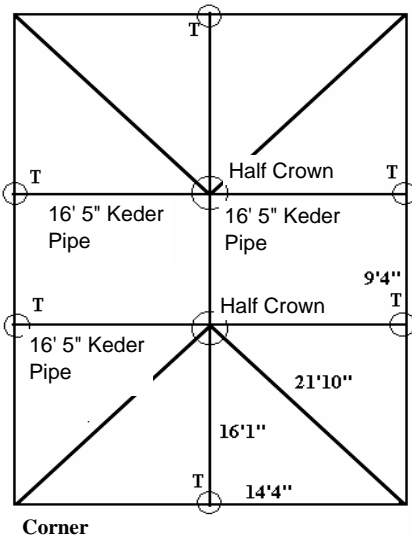 T
Half Crown
T
T
16' 5" Keder
Pipe
16' 5" Keder
Pipe
9'4"
T
Half Crown
T
16' 5" Keder
Pipe
21'10"
16'1"
T
14'4"
Corner